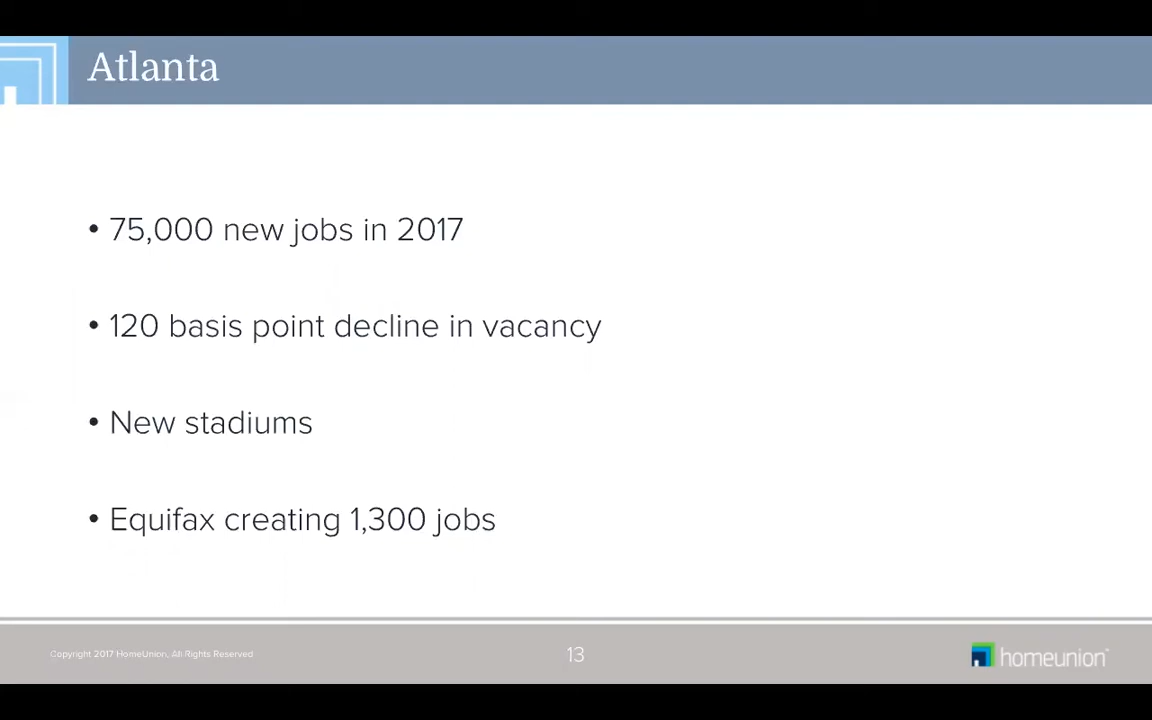 Atlanta
• 75,000 new jobs in 2017
• 120 basis point decline in vacancy
• New stadiums
• Equifax creating 1,300 jobs
Copyright 2017 HomeUnion, All Rights Reserved
13
homeunion™